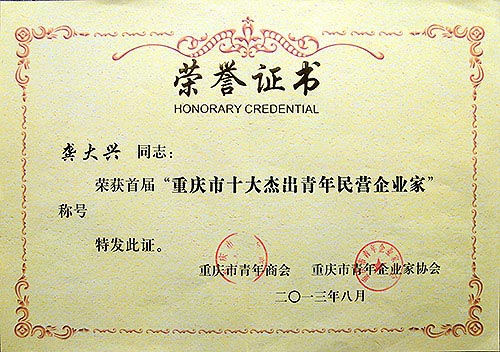 荣誉证书
HONORARY CREDENTIAL
龚大兴 同志：
荣获首届“重庆市十大杰出青年民营企业家”
称号
特发此证。
重庆市青年商会 重庆市青年企业家协会
二〇一三年八月